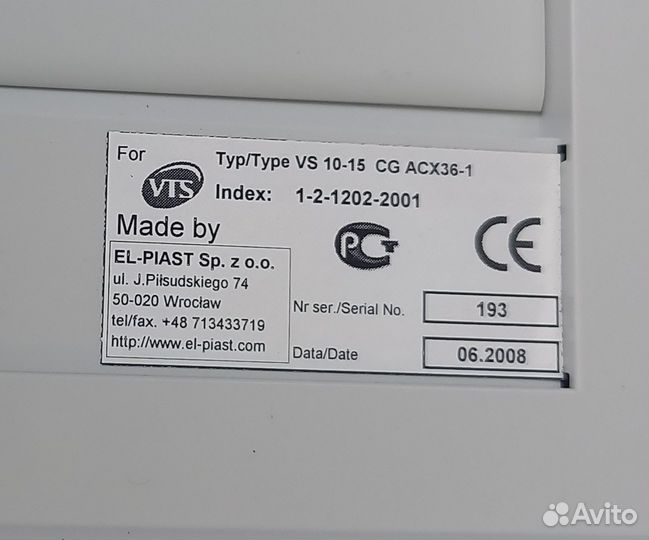 For VTS Typ/Type VS 10-15 CG ACX36-1
Index: 1-2-1202-2001
Made by
EL-PIAST Sp. z o.o.
ul. J.Piłsudskiego 74
50-020 Wrocław
tel/fax. +48 713433719
http://www.el-piast.com
PCT CE
Nr ser./Serial No. 193
Data/Date 06.2008
Avito